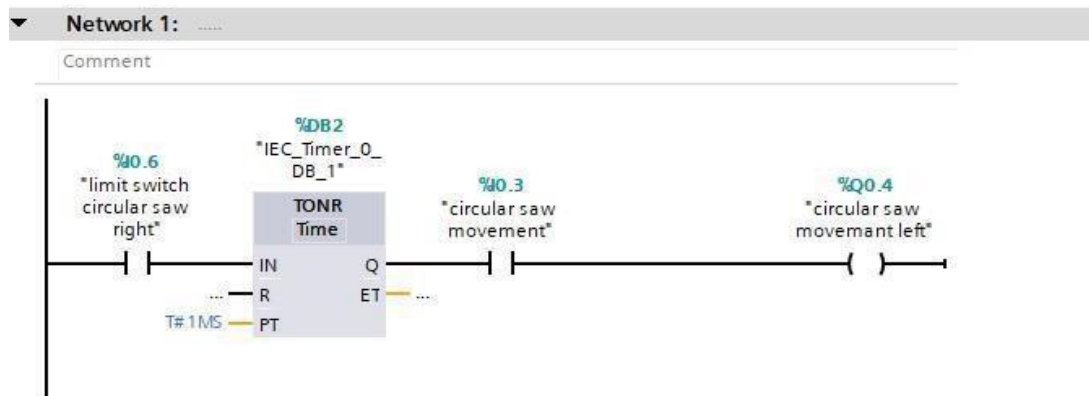 Network 1: .....
Comment
%DB2
"IEC_Timer_0_
DB_1"
%I0.6
"limit switch
circular saw
right"
TONR
Time
%I0.3
"circular saw
movement"
%Q0.4
"circular saw
movemant left"
IN Q
... R ET ...
T#1MS PT